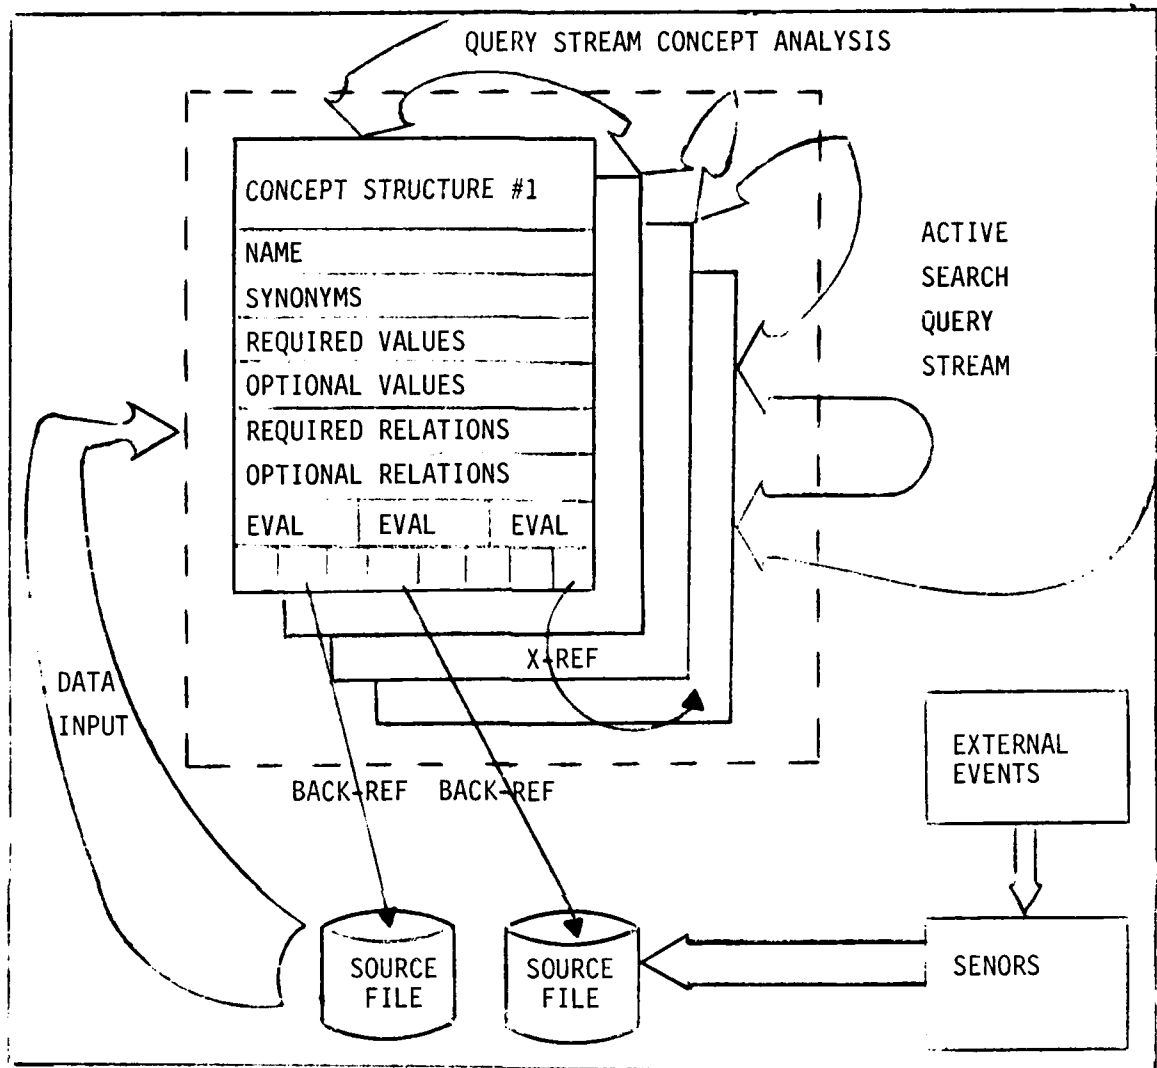 QUERY STREAM CONCEPT ANALYSIS
CONCEPT STRUCTURE #1
NAME
SYNONYMS
REQUIRED VALUES
OPTIONAL VALUES
REQUIRED RELATIONS
OPTIONAL RELATIONS
EVAL EVAL EVAL
ACTIVE
SEARCH
QUERY
STREAM
X-REF
DATA
INPUT
BACK-REF BACK-REF
EXTERNAL
EVENTS
SOURCE
FILE
SOURCE
FILE
SENORS